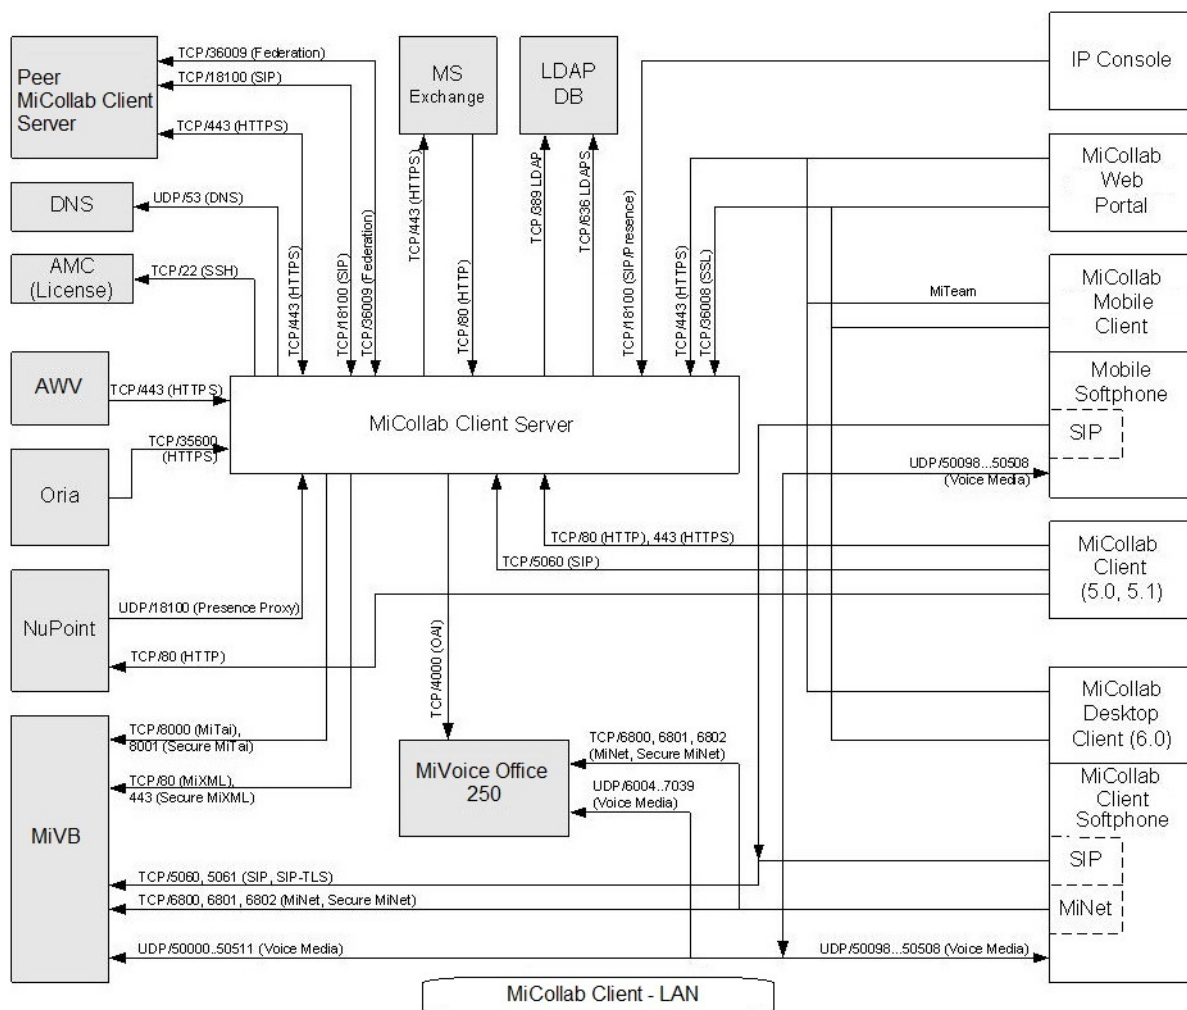 Peer
MiCollab Client
Server
TCP/36009 (Federation)
TCP/18100 (SIP)
TCP/443 (HTTPS)
MS
Exchange
LDAP
DB
IP Console
MiCollab
Web
Portal
DNS
UDP/53 (DNS)
AMC
(License)
TCP/22 (SSH)
TCP/443 (HTTPS)
TCP/18100 (SIP)
TCP/36009 (Federation)
TCP/443 (HTTPS)
TCP/80 (HTTP)
TCP/389 LDAP
TCP/636 LDAPS
TCP/18100 (SIP/Presence)
TCP/443 (HTTPS)
TCP/36008 (SSL)
MiTeam
MiCollab
Mobile
Client
Mobile
Softphone
SIP
UDP/50098...50508
(Voice Media)
AWV
TCP/443 (HTTPS)
MiCollab Client Server
Oria
TCP/35600
(HTTPS)
TCP/80 (HTTP), 443 (HTTPS)
TCP/5060 (SIP)
MiCollab
Client
(5.0, 5.1)
NuPoint
UDP/18100 (Presence Proxy)
TCP/80 (HTTP)
TCP/4000 (OAI)
MiCollab
Desktop
Client (6.0)
MiCollab
Client
Softphone
SIP
MiNet
MiVB
TCP/8000 (MiTai),
8001 (Secure MiTai)
TCP/80 (MiXML),
443 (Secure MiXML)
MiVoice Office
250
TCP/6800, 6801, 6802
(MiNet, Secure MiNet)
UDP/6004..7039
(Voice Media)
TCP/5060, 5061 (SIP, SIP-TLS)
TCP/6800, 6801, 6802 (MiNet, Secure MiNet)
UDP/50000..50511 (Voice Media)
UDP/50098...50508 (Voice Media)
MiCollab Client - LAN